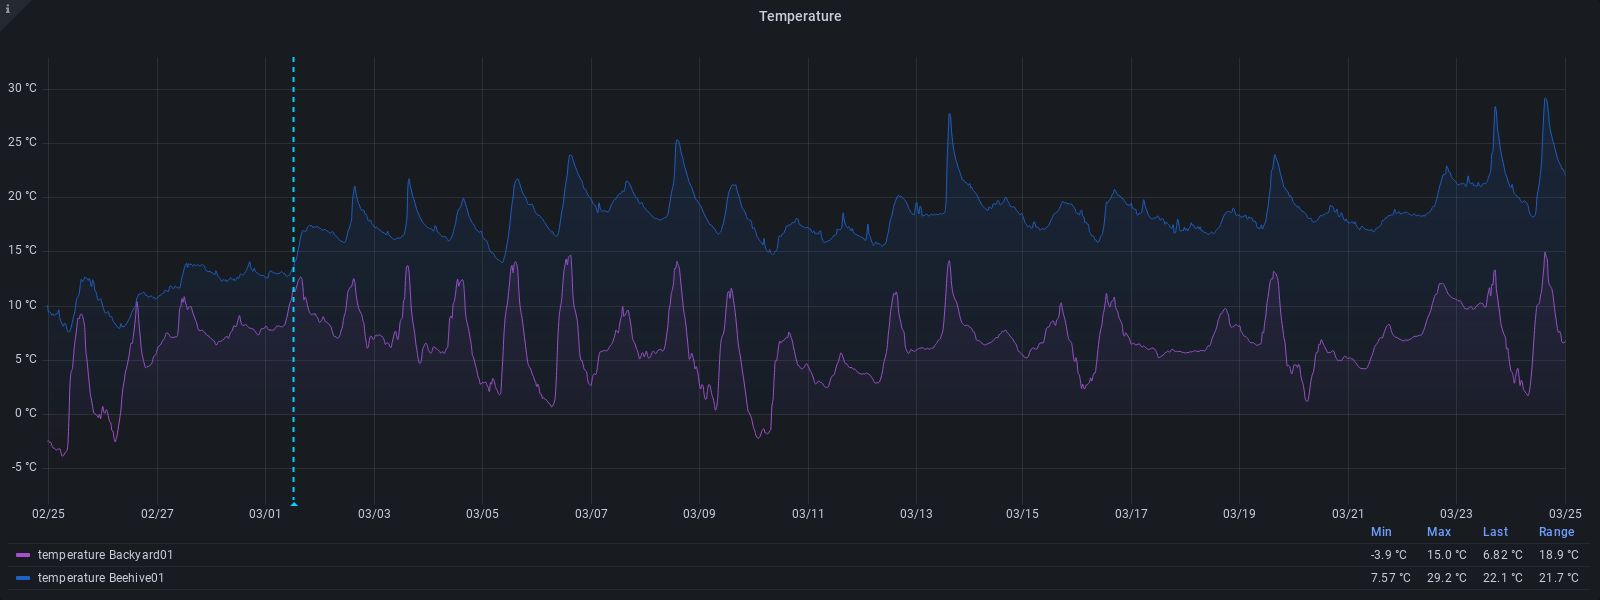 i
Temperature
30 °C
25 °C
20 °C
15 °C
10 °C
5 °C
0 °C
-5 °C
02/25 02/27 03/01 03/03 03/05 03/07 03/09 03/11 03/13 03/15 03/17 03/19 03/21 03/23 03/25
Min Max Last Range
temperature Backyard01 -3.9 °C 15.0 °C 6.82 °C 18.9 °C
temperature Beehive01 7.57 °C 29.2 °C 22.1 °C 21.7 °C